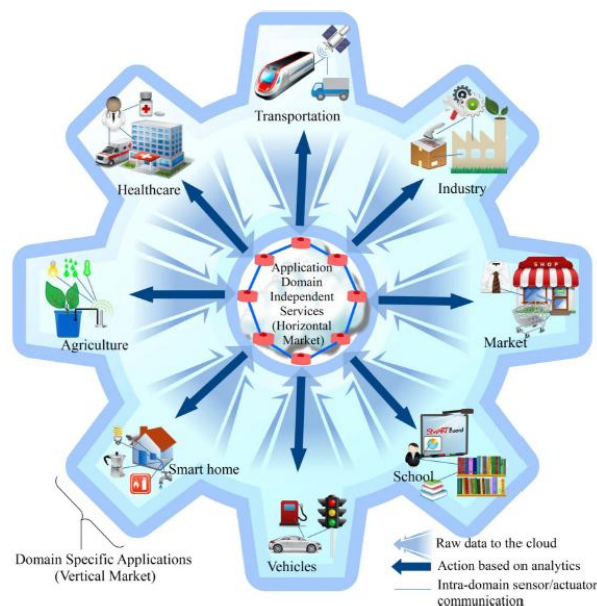 Transportation
Healthcare
Industry
Application
Domain
Independent
Services
(Horizontal
Market)
SHOP
Agriculture
Market
Smart home
School
Vehicles
Domain Specific Applications
(Vertical Market)
Raw data to the cloud
Action based on analytics
Intra-domain sensor/actuator
communication